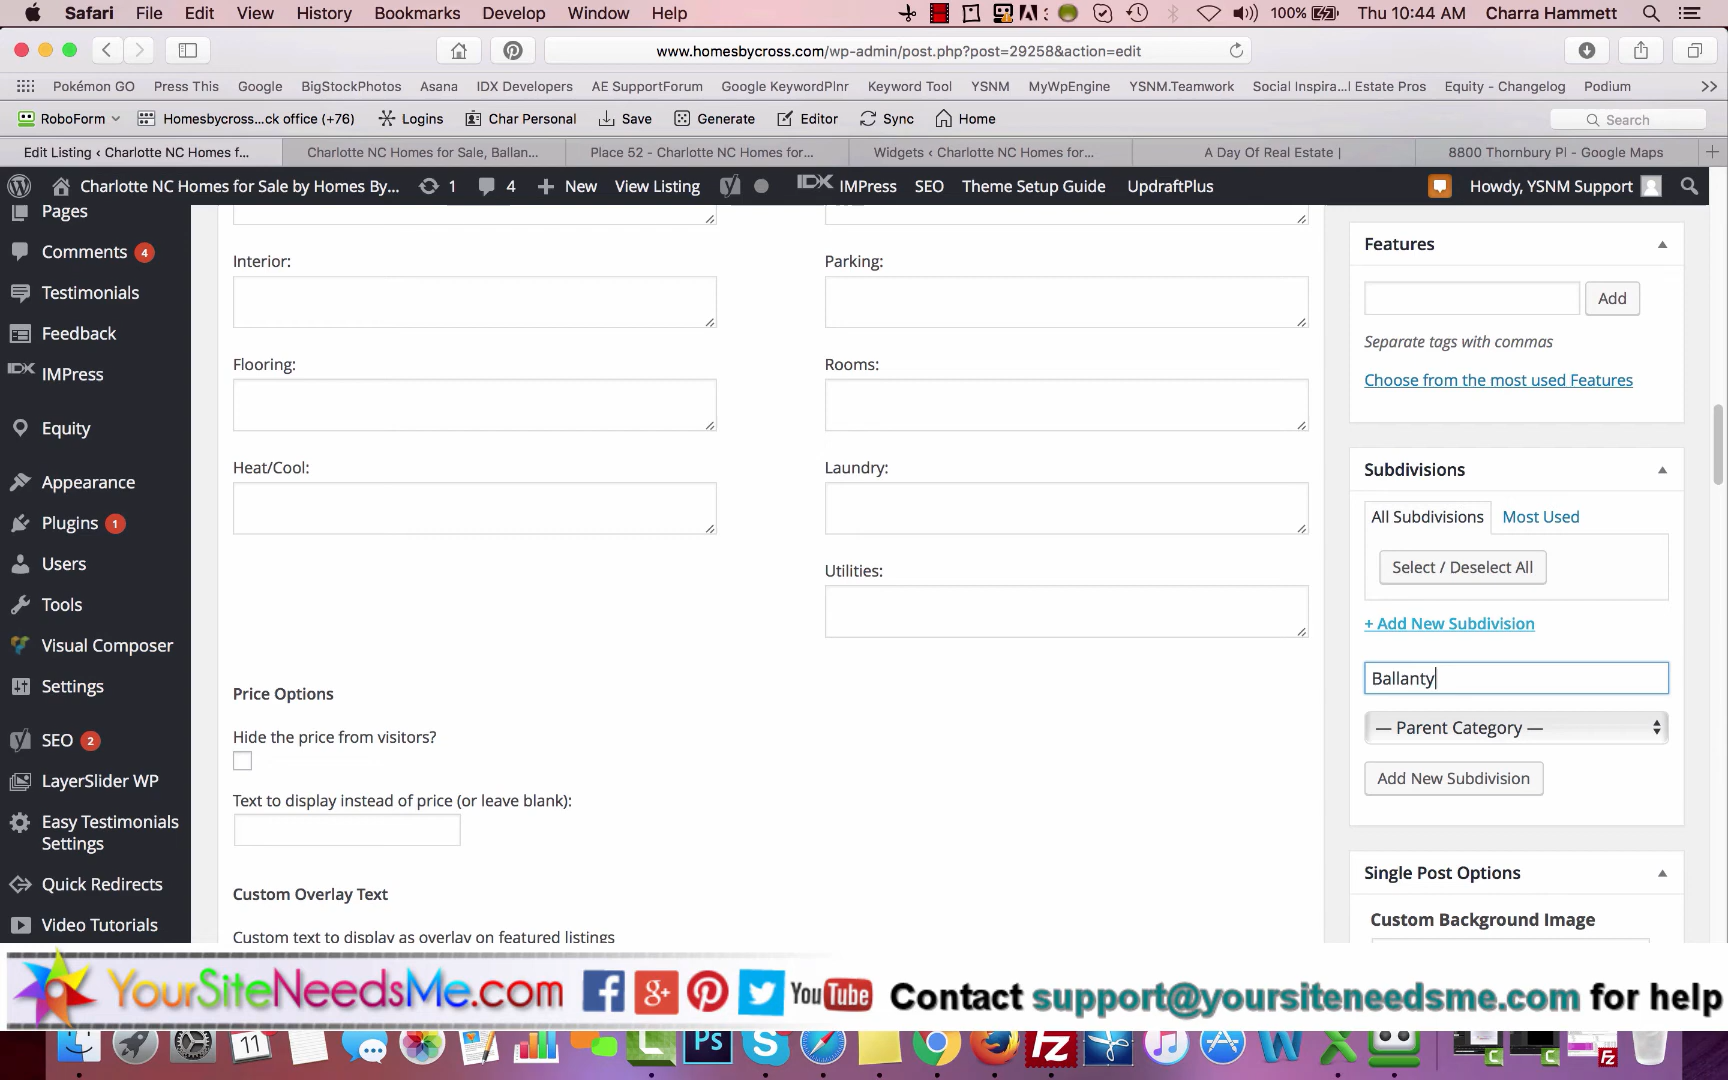 Safari File Edit View History Bookmarks Develop Window Help 100% Thu 10:44 AM Charra Hammett
www.homesbycross.com/wp-admin/post.php?post=29258&action=edit
Pokémon GO Press This Google BigStockPhotos Asana IDX Developers AE SupportForum Google KeywordPlnr Keyword Tool YSNM MyWpEngine YSNM.Teamwork Social Inspira...l Estate Pros Equity - Changelog Podium
RoboForm Homesbycross...ck office (+76) Logins Char Personal Save Generate Editor Sync Home Search
Edit Listing ‹ Charlotte NC Homes f... Charlotte NC Homes for Sale, Ballan... Place 52 - Charlotte NC Homes for... Widgets ‹ Charlotte NC Homes for... A Day Of Real Estate | 8800 Thornbury Pl - Google Maps
Charlotte NC Homes for Sale by Homes By... 1 4 New View Listing IDX IMPress SEO Theme Setup Guide UpdraftPlus Howdy, YSNM Support
Pages
Comments 4
Testimonials
Feedback
IDX IMPress
Equity
Appearance
Plugins 1
Users
Tools
Visual Composer
Settings
SEO 2
LayerSlider WP
Easy Testimonials
Settings
Quick Redirects
Video Tutorials
Interior:
Parking:
Flooring:
Rooms:
Heat/Cool:
Laundry:
Utilities:
Price Options
Hide the price from visitors?
Text to display instead of price (or leave blank):
Custom Overlay Text
Custom text to display as overlay on featured listings
Features
Add
Separate tags with commas
Choose from the most used Features
Subdivisions
All Subdivisions Most Used
Select / Deselect All
+ Add New Subdivision
Ballanty
— Parent Category —
Add New Subdivision
Single Post Options
Custom Background Image
YourSiteNeedsMe.com YouTube Contact support@yoursiteneedsme.com for help
11 Ps Fz